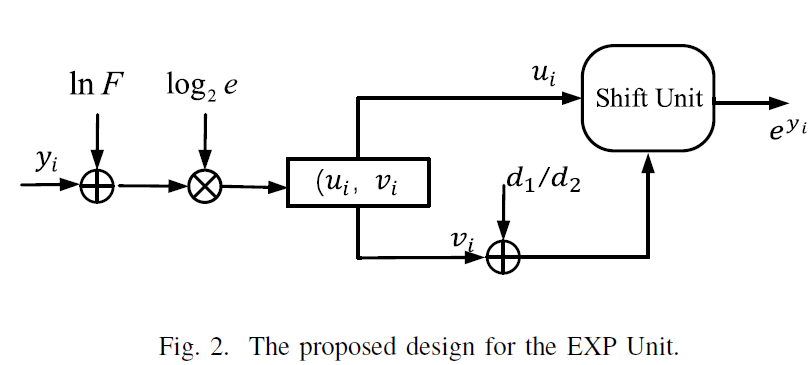 ln F log₂ e
yᵢ
(uᵢ, vᵢ
uᵢ
Shift Unit
e^yᵢ
d₁/d₂
vᵢ
Fig. 2. The proposed design for the EXP Unit.